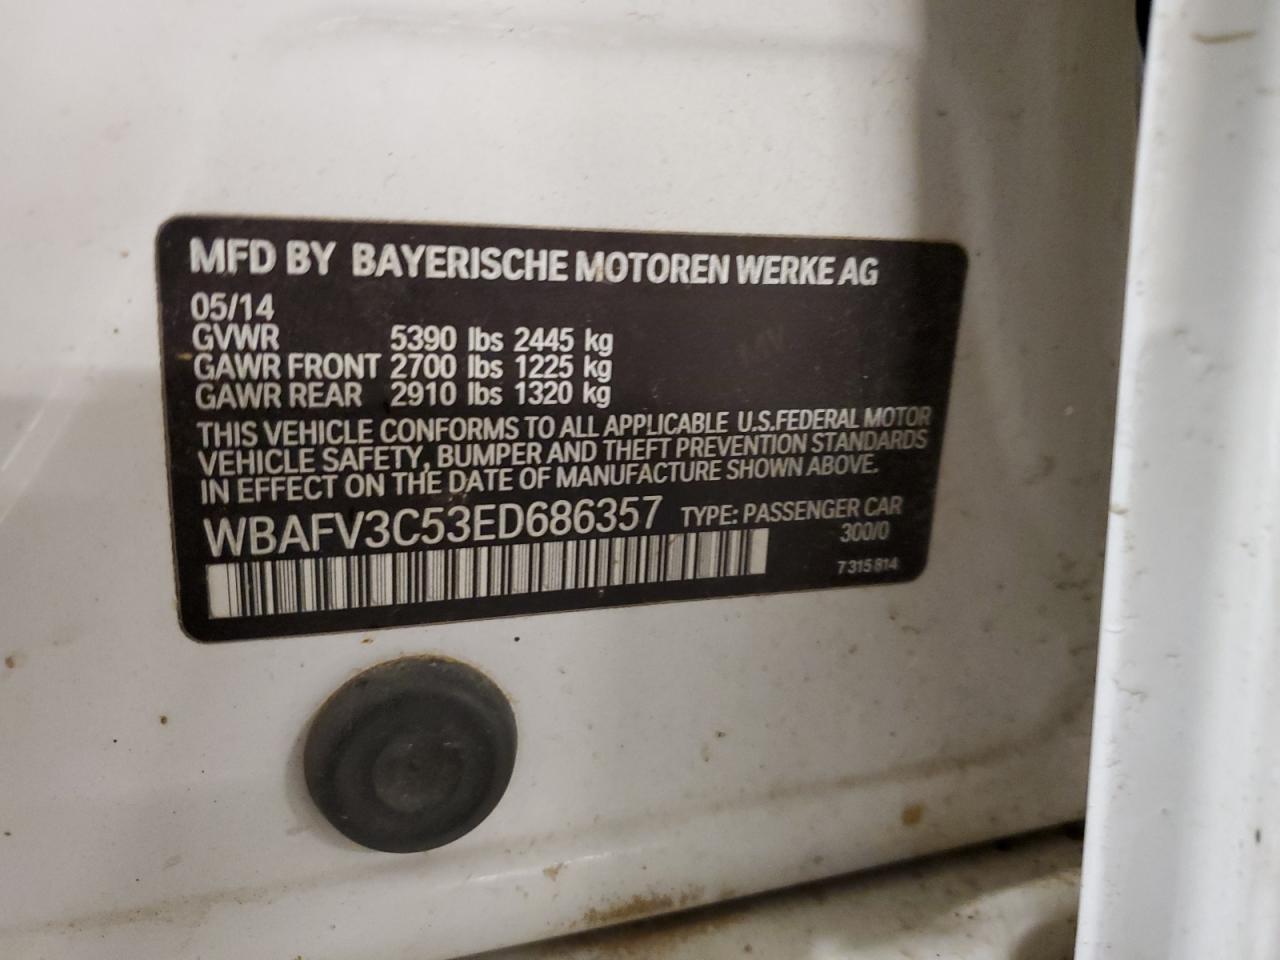 MFD BY BAYERISCHE MOTOREN WERKE AG
05/14
GVWR 5390 lbs 2445 kg
GAWR FRONT 2700 lbs 1225 kg
GAWR REAR 2910 lbs 1320 kg
THIS VEHICLE CONFORMS TO ALL APPLICABLE U.S.FEDERAL MOTOR
VEHICLE SAFETY, BUMPER AND THEFT PREVENTION STANDARDS
IN EFFECT ON THE DATE OF MANUFACTURE SHOWN ABOVE.
WBAFV3C53ED686357 TYPE: PASSENGER CAR
300/0
7 315 814